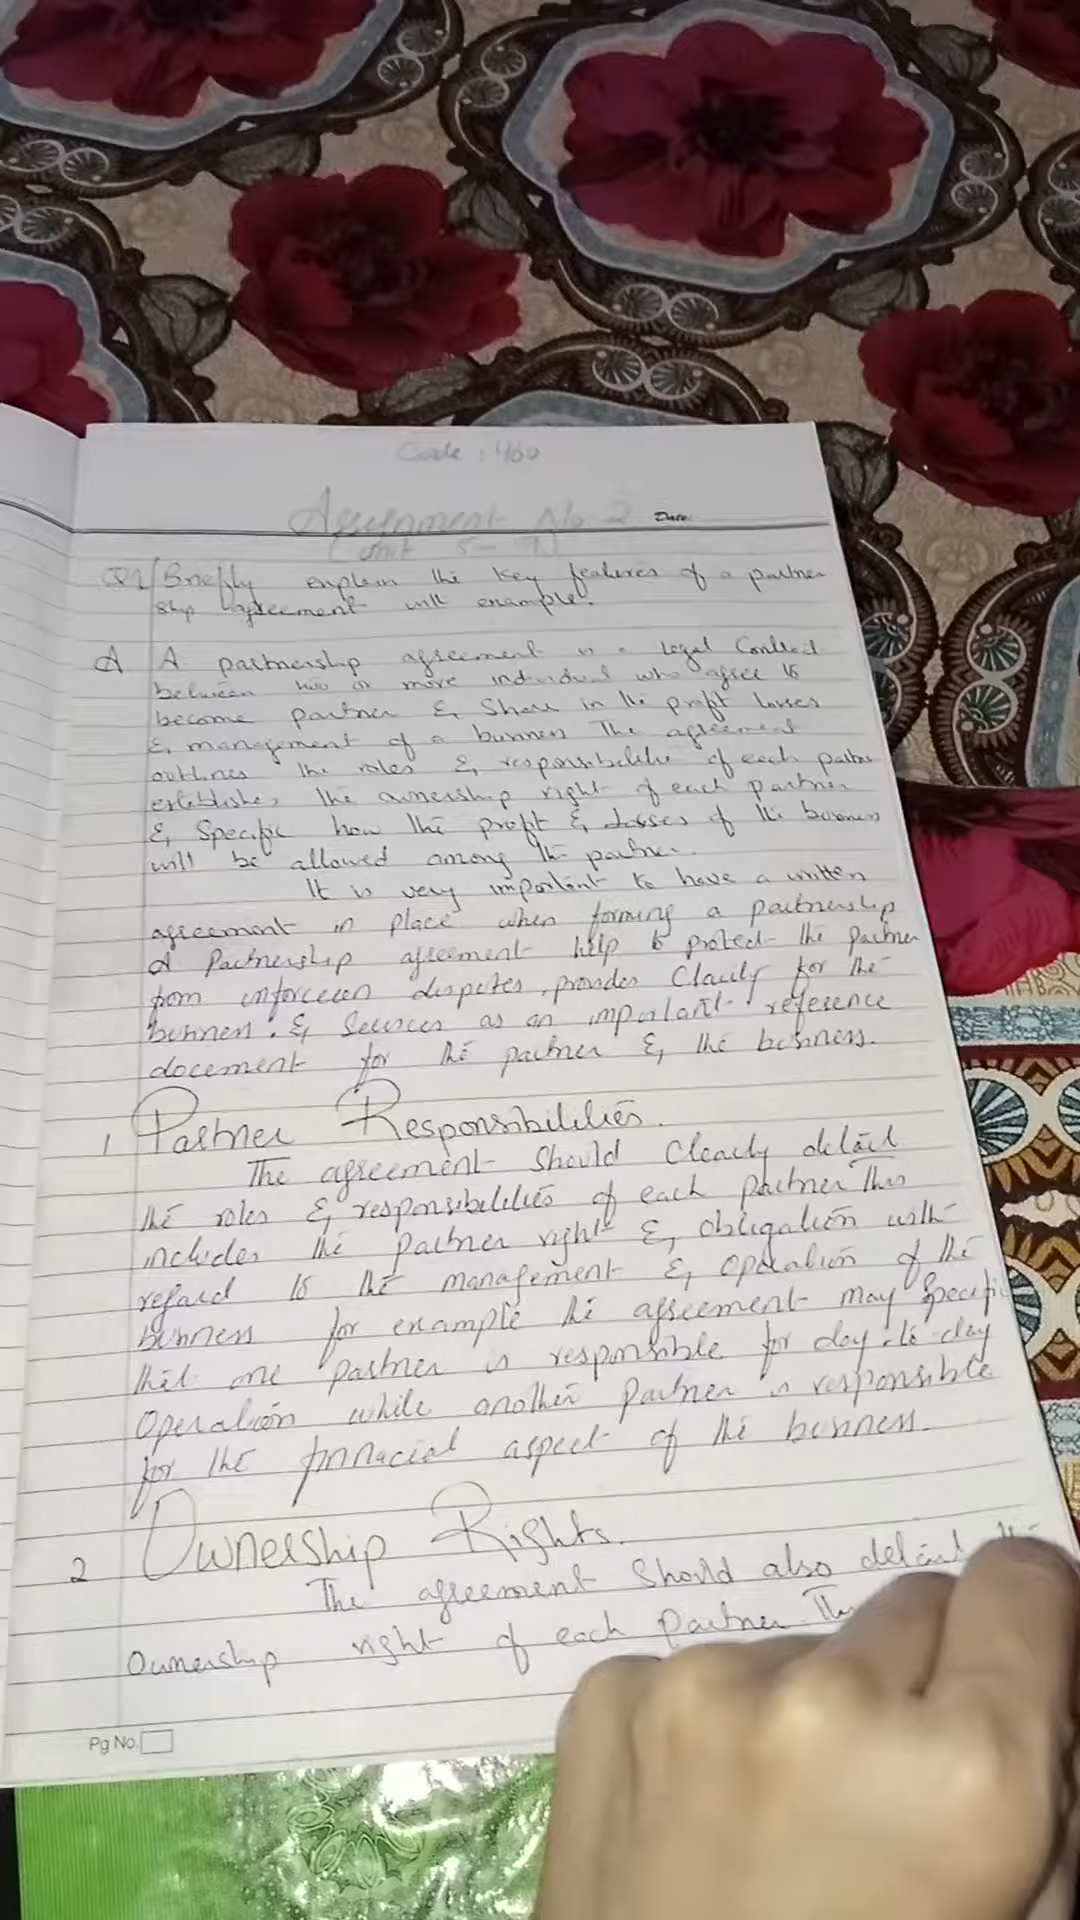 Code : 460
Assignment No 2
Date:
(Unit 5 - 9)
Q1 Briefly explain the key features of a partner
ship agreement with example.
A A partnership agreement is a legal Contract
between two or more individual who agree to
become partner & Share in the profit losses
& management of a business The agreement
outlines the roles & responsibilitie of each partner
establishes the ownership right of each partner
& Specific how the profit & losses of the business
will be allowed among the partner.
It is very important to have a written
agreement in place when forming a partnership
A Partnership agreement help to protect the partner
from disputes, provides Clarity for the
business. & as an important reference
docement for the partner & the business.
1 Partner Responsibilities.
The agreement Should Clearly detail
the roles & responsibilities of each partner This
includes the partner right & obligation with
regard to the management & operation of the
business for example the agreement may Specific
that one partner is responsible for day-to-day
Operation while another Partner is responsible
for the finnacial aspect of the business.
2 Ownership Rights.
The agreement Should also detail the
Ownership right of each Partner
Pg No.